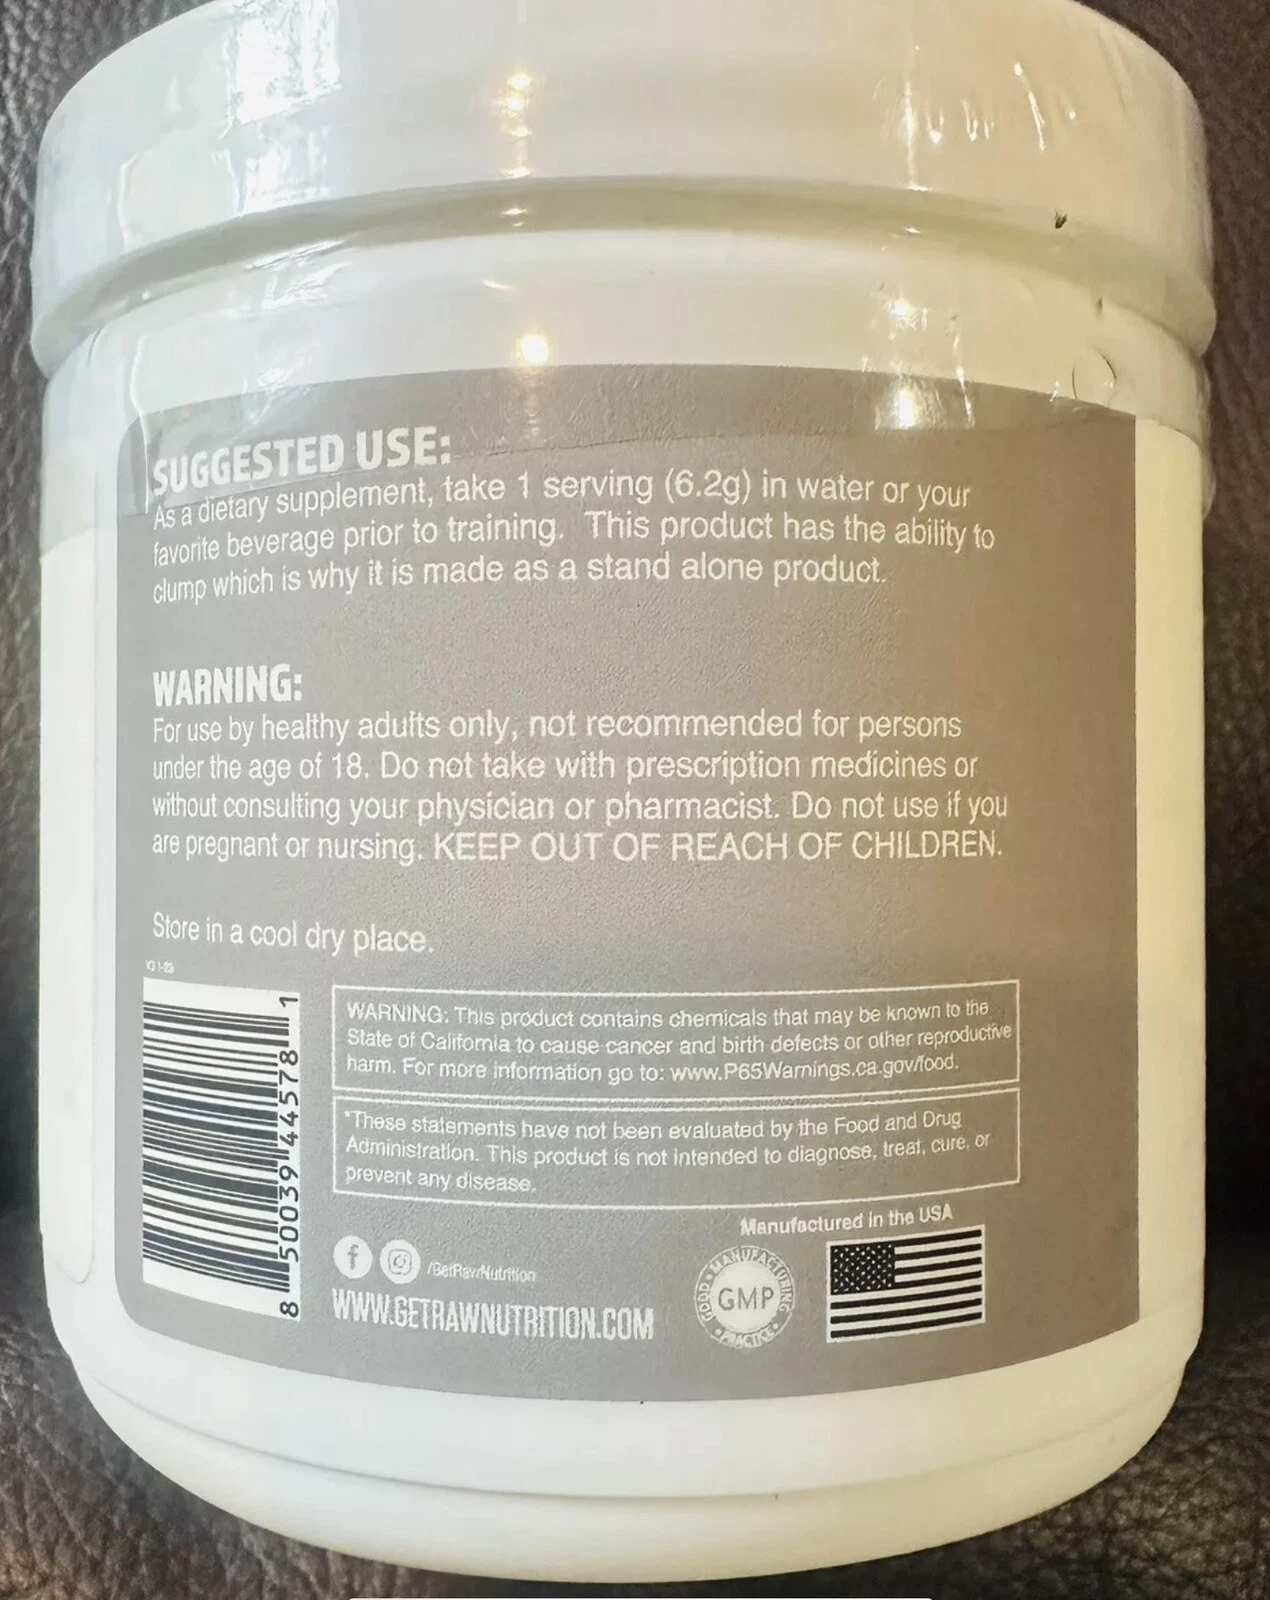 SUGGESTED USE:
As a dietary supplement, take 1 serving (6.2g) in water or your
favorite beverage prior to training. This product has the ability to
clump which is why it is made as a stand alone product.
WARNING:
For use by healthy adults only, not recommended for persons
under the age of 18. Do not take with prescription medicines or
without consulting your physician or pharmacist. Do not use if you
are pregnant or nursing. KEEP OUT OF REACH OF CHILDREN.
Store in a cool dry place.
V3 1-23
8 50039 44578 1
WARNING: This product contains chemicals that may be known to the
State of California to cause cancer and birth defects or other reproductive
harm. For more information go to: www.P65Warnings.ca.gov/food.
*These statements have not been evaluated by the Food and Drug
Administration. This product is not intended to diagnose, treat, cure, or
prevent any disease.
Manufactured in the USA
/GetRawNutrition
WWW.GETRAWNUTRITION.COM
GOOD • MANUFACTURING • PRACTICE •
GMP